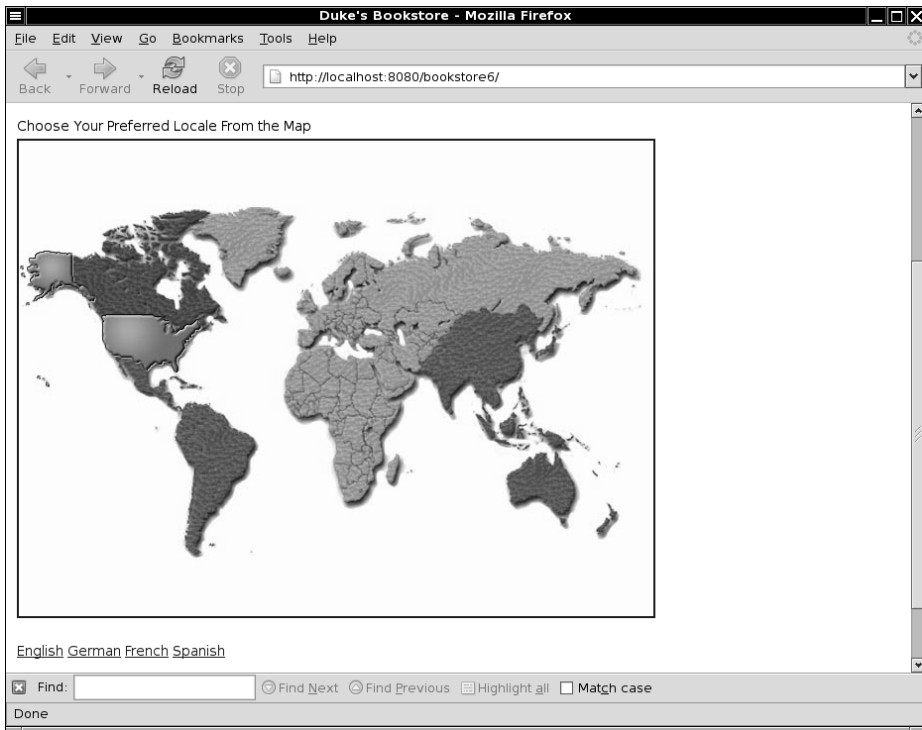 Duke's Bookstore - Mozilla Firefox
File Edit View Go Bookmarks Tools Help
Back Forward Reload Stop http://localhost:8080/bookstore6/
Choose Your Preferred Locale From the Map
English German French Spanish
Find: Find Next Find Previous Highlight all Match case
Done